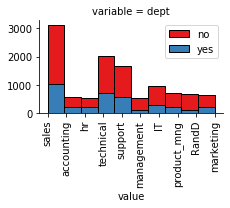 variable = dept
no
yes
3000
2000
1000
0
sales
accounting
hr
technical
support
management
IT
product_mng
RandD
marketing
value